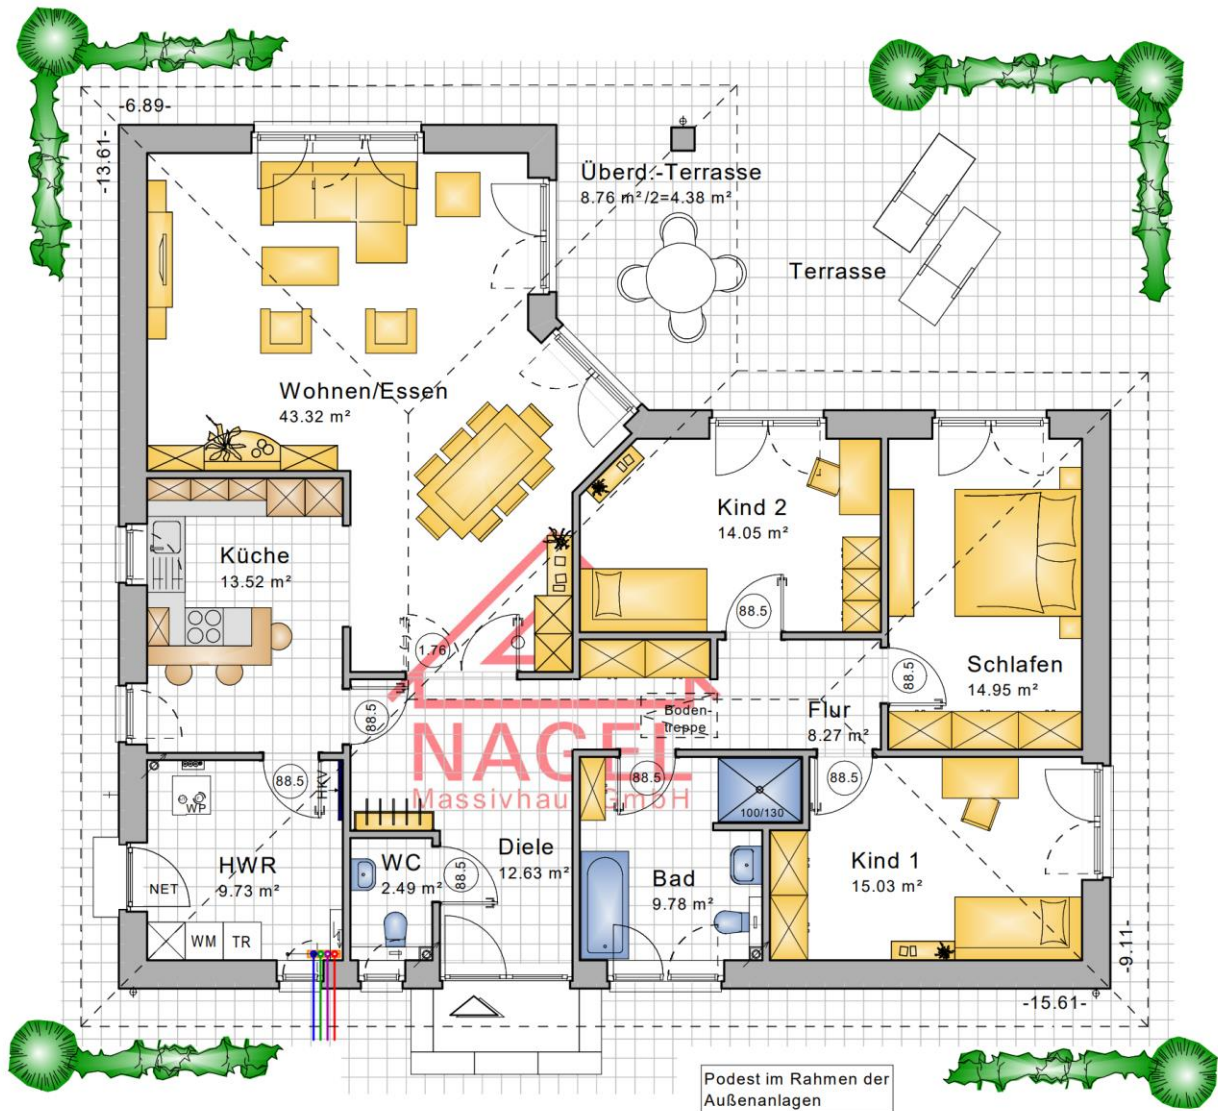 -6.89-
-13.61-
Überd.-Terrasse
8.76 m²/2=4.38 m²
Terrasse
Wohnen/Essen
43.32 m²
Kind 2
14.05 m²
Küche
13.52 m²
88.5
1.76
Schlafen
14.95 m²
88.5
88.5
Boden-
treppe
Flur
8.27 m²
NAGEL
Massivhaus GmbH
88.5
HKV
WP
88.5
88.5
100/130
HWR
9.73 m²
NET
WC
2.49 m²
88.5
Diele
12.63 m²
Bad
9.78 m²
Kind 1
15.03 m²
WM
TR
-9.11-
-15.61-
Podest im Rahmen der
Außenanlagen